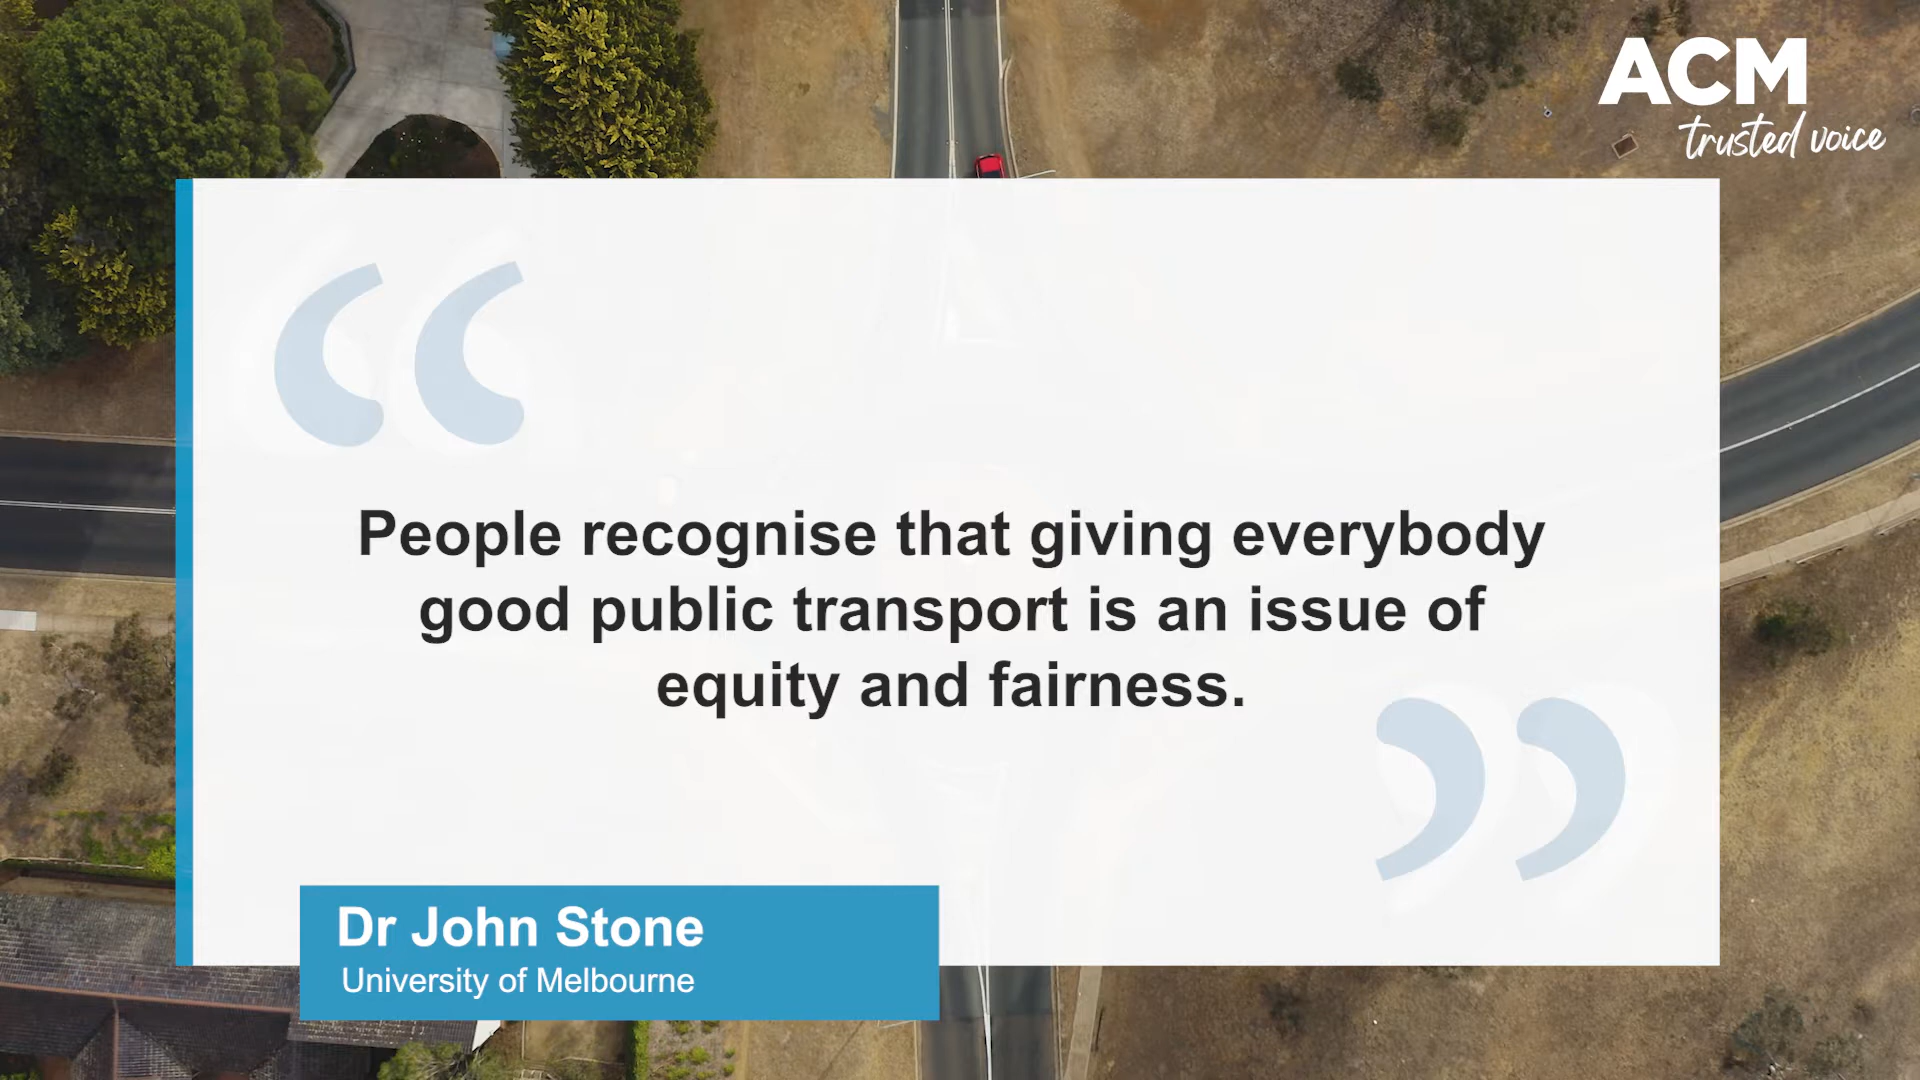 ACM
trusted voice
People recognise that giving everybody
good public transport is an issue of
equity and fairness.
Dr John Stone
University of Melbourne